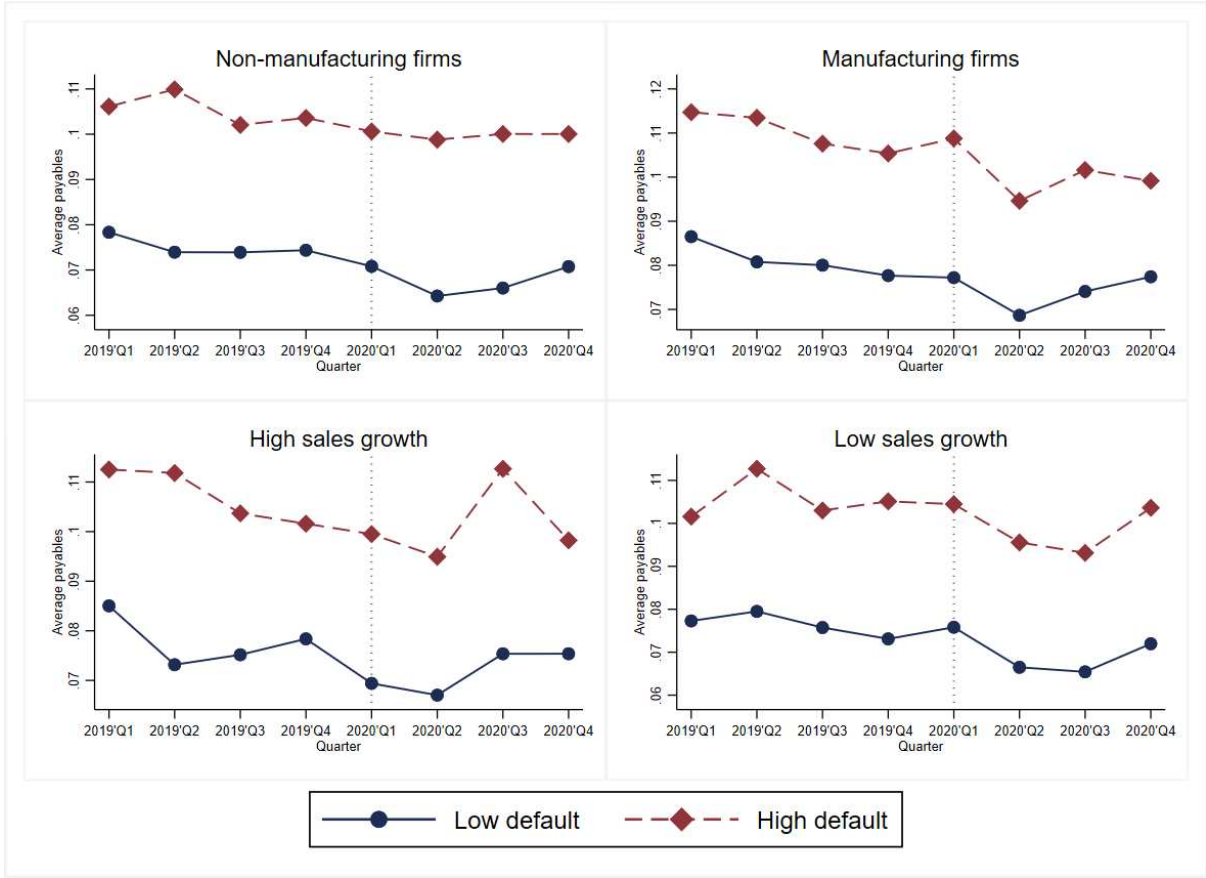 Non-manufacturing firms
Average payables
.11
.1
.09
.08
.07
.06
2019'Q1 2019'Q2 2019'Q3 2019'Q4 2020'Q1 2020'Q2 2020'Q3 2020'Q4
Quarter
Manufacturing firms
Average payables
.12
.11
.1
.09
.08
.07
2019'Q1 2019'Q2 2019'Q3 2019'Q4 2020'Q1 2020'Q2 2020'Q3 2020'Q4
Quarter
High sales growth
Average payables
.11
.1
.09
.08
.07
2019'Q1 2019'Q2 2019'Q3 2019'Q4 2020'Q1 2020'Q2 2020'Q3 2020'Q4
Quarter
Low sales growth
Average payables
.11
.1
.09
.08
.07
.06
2019'Q1 2019'Q2 2019'Q3 2019'Q4 2020'Q1 2020'Q2 2020'Q3 2020'Q4
Quarter
Low default High default